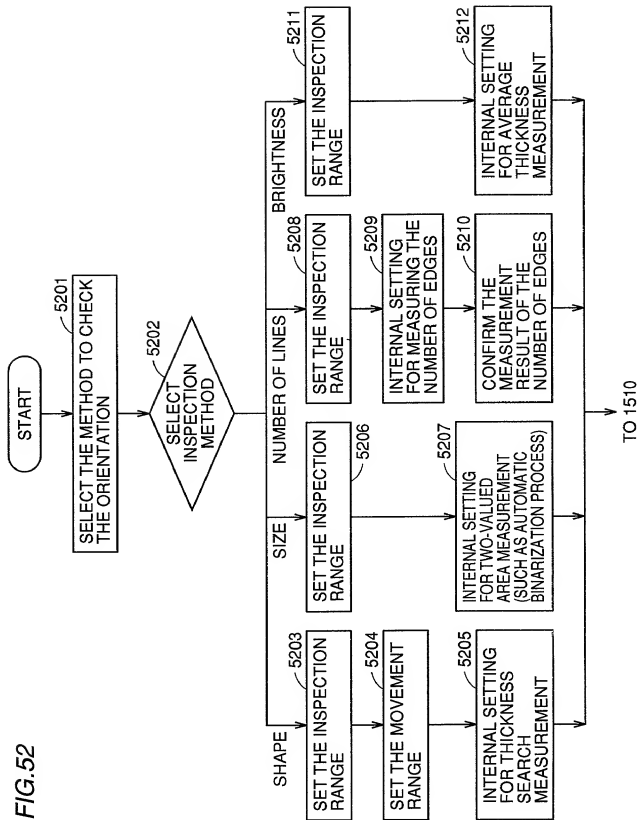 FIG.52
START
5201
SELECT THE METHOD TO CHECK
THE ORIENTATION
5202
SELECT
INSPECTION
METHOD
SHAPE
5203
SET THE INSPECTION
RANGE
5204
SET THE MOVEMENT
RANGE
5205
INTERNAL SETTING
FOR THICKNESS
SEARCH
MEASUREMENT
SIZE
5206
SET THE INSPECTION
RANGE
5207
INTERNAL SETTING
FOR TWO-VALUED
AREA MEASUREMENT
(SUCH AS AUTOMATIC
BINARIZATION PROCESS)
NUMBER OF LINES
5208
SET THE INSPECTION
RANGE
5209
INTERNAL SETTING
FOR MEASURING THE
NUMBER OF EDGES
5210
CONFIRM THE
MEASUREMENT
RESULT OF THE
NUMBER OF EDGES
BRIGHTNESS
5211
SET THE INSPECTION
RANGE
5212
INTERNAL SETTING
FOR AVERAGE
THICKNESS
MEASUREMENT
TO 1510